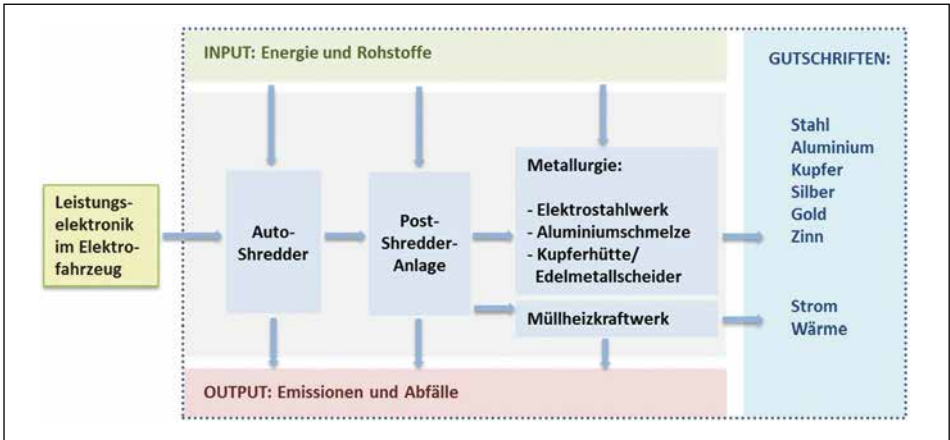 INPUT: Energie und Rohstoffe
GUTSCHRIFTEN:
Leistungs-
elektronik
im Elektro-
fahrzeug
Auto-
Shredder
Post-
Shredder-
Anlage
Metallurgie:
- Elektrostahlwerk
- Aluminiumschmelze
- Kupferhütte/
Edelmetallscheider
Müllheizkraftwerk
Stahl
Aluminium
Kupfer
Silber
Gold
Zinn
Strom
Wärme
OUTPUT: Emissionen und Abfälle